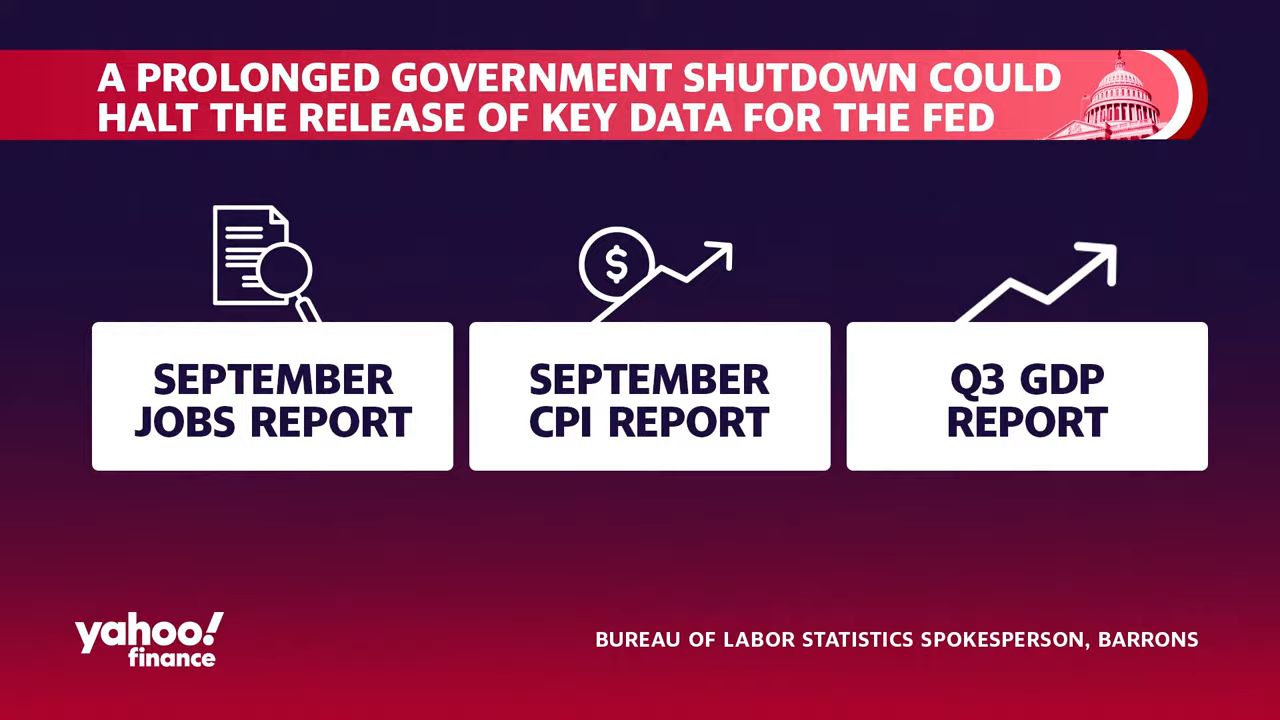 A PROLONGED GOVERNMENT SHUTDOWN COULD
HALT THE RELEASE OF KEY DATA FOR THE FED
$
SEPTEMBER
JOBS REPORT
SEPTEMBER
CPI REPORT
Q3 GDP
REPORT
yahoo!
finance
BUREAU OF LABOR STATISTICS SPOKESPERSON, BARRONS